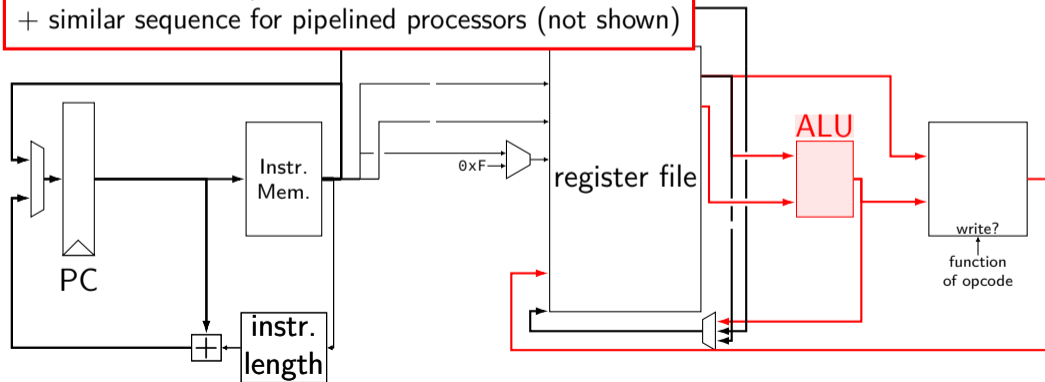 + similar sequence for pipelined processors (not shown)
PC
Instr.
Mem.
instr.
length
0xF
register file
ALU
write?
function
of opcode